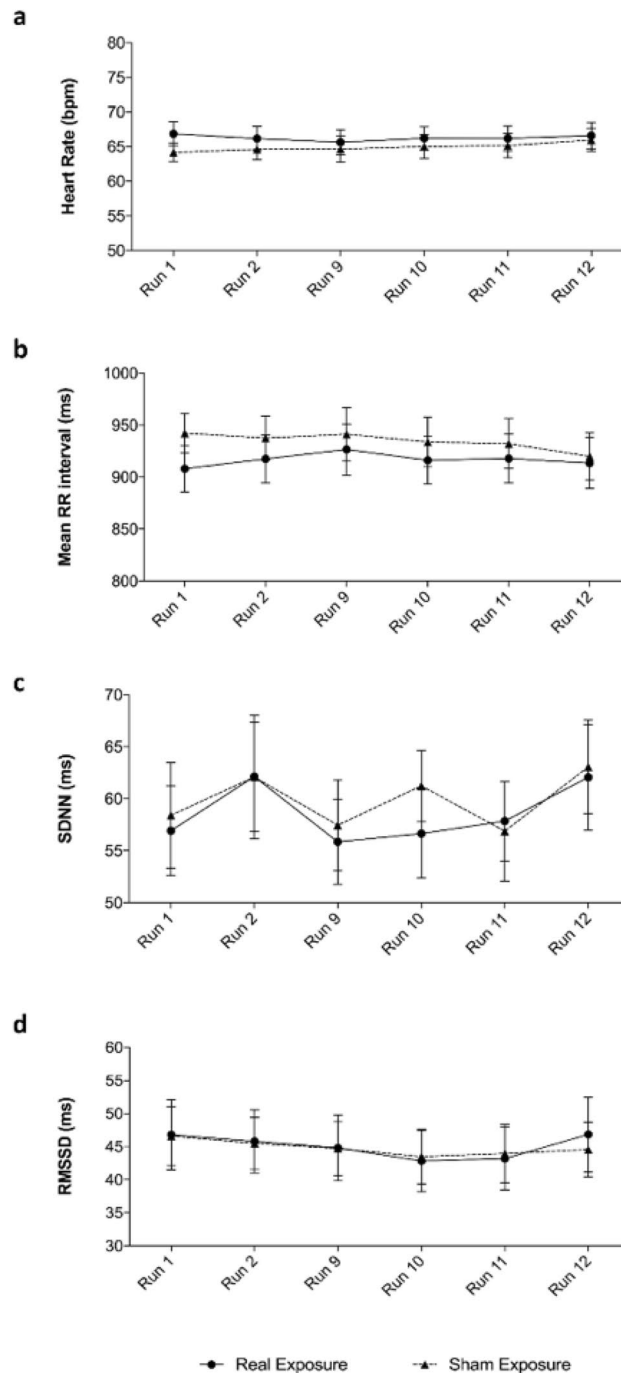 a
Heart Rate (bpm)
80
75
70
65
60
55
50
Run 1
Run 2
Run 9
Run 10
Run 11
Run 12
b
Mean RR interval (ms)
1000
950
900
850
800
Run 1
Run 2
Run 9
Run 10
Run 11
Run 12
c
SDNN (ms)
70
65
60
55
50
Run 1
Run 2
Run 9
Run 10
Run 11
Run 12
d
RMSSD (ms)
60
55
50
45
40
35
30
Run 1
Run 2
Run 9
Run 10
Run 11
Run 12
Real Exposure Sham Exposure